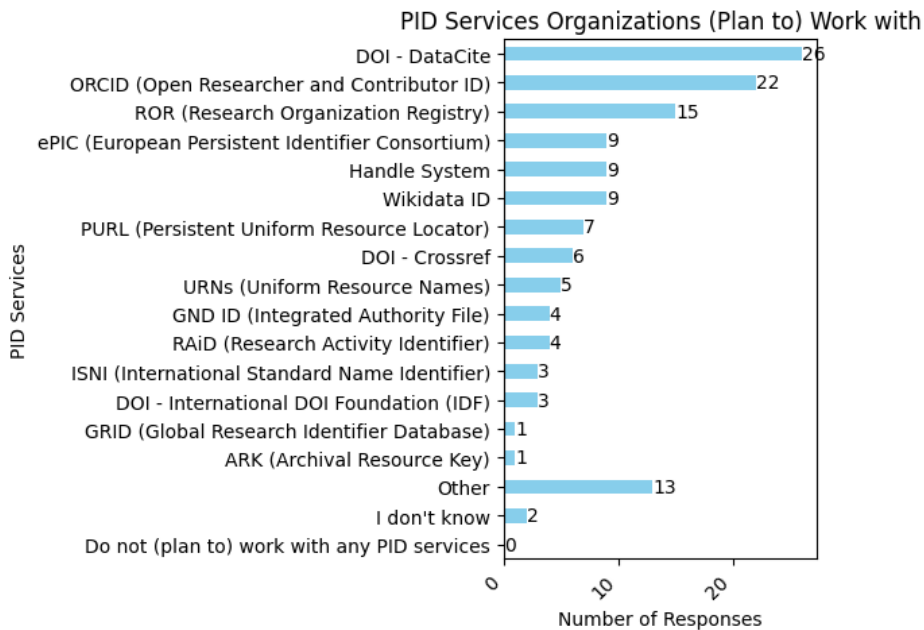 PID Services Organizations (Plan to) Work with
DOI - DataCite 26
ORCID (Open Researcher and Contributor ID) 22
ROR (Research Organization Registry) 15
ePIC (European Persistent Identifier Consortium) 9
Handle System 9
Wikidata ID 9
PURL (Persistent Uniform Resource Locator) 7
DOI - Crossref 6
URNs (Uniform Resource Names) 5
GND ID (Integrated Authority File) 4
RAiD (Research Activity Identifier) 4
ISNI (International Standard Name Identifier) 3
DOI - International DOI Foundation (IDF) 3
GRID (Global Research Identifier Database) 1
ARK (Archival Resource Key) 1
Other 13
I don't know 2
Do not (plan to) work with any PID services 0
PID Services
0 10 20
Number of Responses